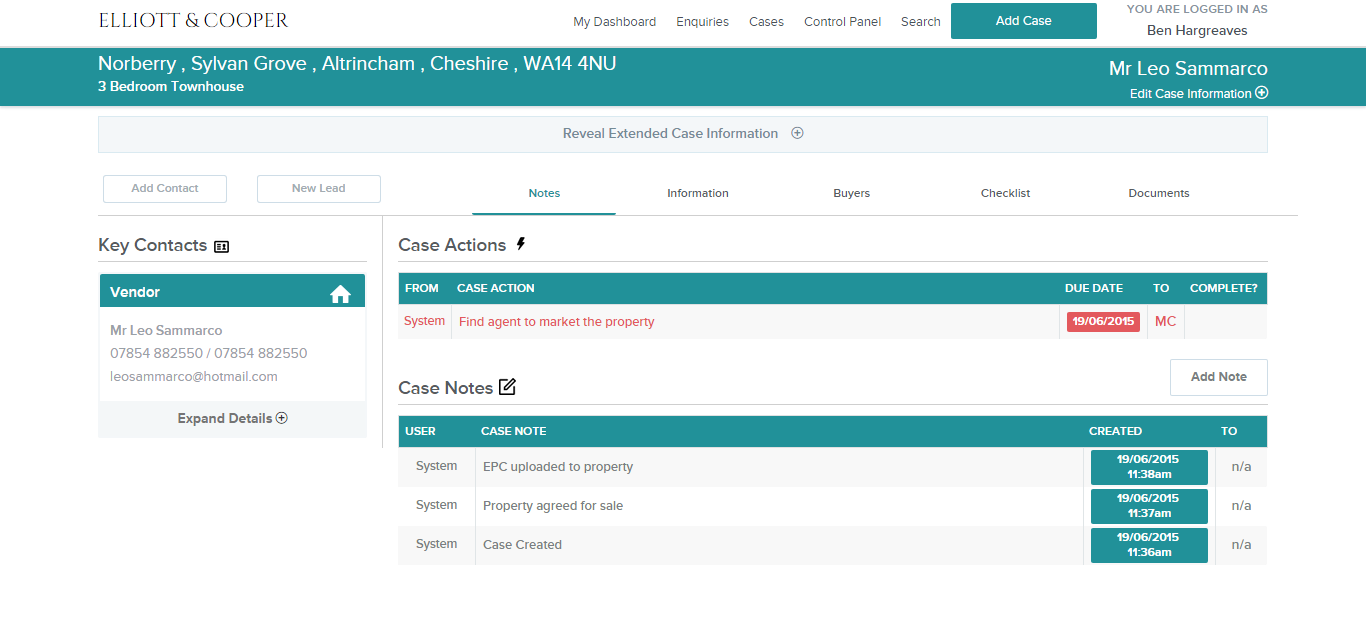 ELLIOTT & COOPER
My Dashboard Enquiries Cases Control Panel Search Add Case
YOU ARE LOGGED IN AS
Ben Hargreaves
Norberry , Sylvan Grove , Altrincham , Cheshire , WA14 4NU
3 Bedroom Townhouse
Mr Leo Sammarco
Edit Case Information
Reveal Extended Case Information
Add Contact New Lead Notes Information Buyers Checklist Documents
Key Contacts
Vendor
Mr Leo Sammarco
07854 882550 / 07854 882550
leosammarco@hotmail.com
Expand Details
Case Actions
FROM CASE ACTION DUE DATE TO COMPLETE?
System Find agent to market the property 19/06/2015 MC
Case Notes
Add Note
USER CASE NOTE CREATED TO
System EPC uploaded to property 19/06/2015 n/a
11:38am
System Property agreed for sale 19/06/2015 n/a
11:37am
System Case Created 19/06/2015 n/a
11:36am